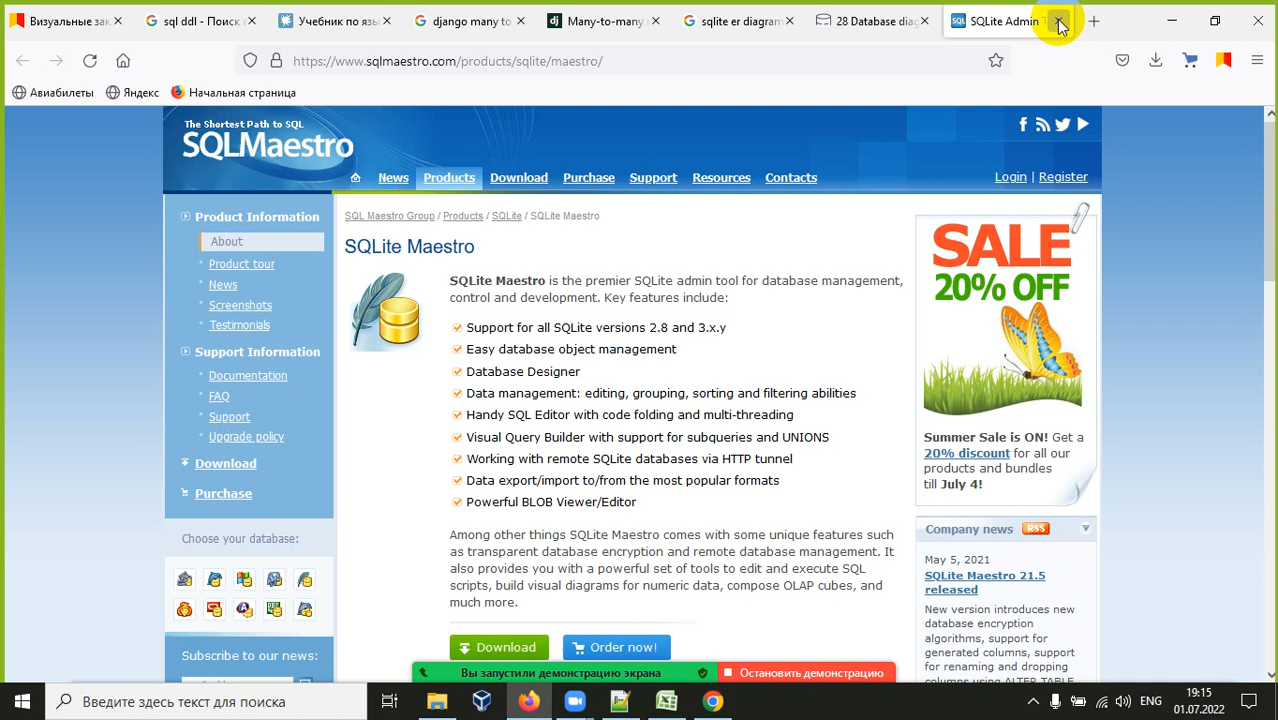 Визуальные зак
sql ddl - Поиск в
Учебник по язы
django many to
Many-to-many r
sqlite er diagram
28 Database diag
SQLite Admin T
https://www.sqlmaestro.com/products/sqlite/maestro/
Авиабилеты
Яндекс
Начальная страница
The Shortest Path to SQL
SQLMaestro
News
Products
Download
Purchase
Support
Resources
Contacts
Login | Register
Product Information
About
Product tour
News
Screenshots
Testimonials
Support Information
Documentation
FAQ
Support
Upgrade policy
Download
Purchase
Choose your database:
Subscribe to our news:
SQL Maestro Group / Products / SQLite / SQLite Maestro
SQLite Maestro
SQLite Maestro is the premier SQLite admin tool for database management,
control and development. Key features include:
Support for all SQLite versions 2.8 and 3.x.y
Easy database object management
Database Designer
Data management: editing, grouping, sorting and filtering abilities
Handy SQL Editor with code folding and multi-threading
Visual Query Builder with support for subqueries and UNIONS
Working with remote SQLite databases via HTTP tunnel
Data export/import to/from the most popular formats
Powerful BLOB Viewer/Editor
Among other things SQLite Maestro comes with some unique features such
as transparent database encryption and remote database management. It
also provides you with a powerful set of tools to edit and execute SQL
scripts, build visual diagrams for numeric data, compose OLAP cubes, and
much more.
Download
Order now!
SALE
20% OFF
Summer Sale is ON! Get a
20% discount for all our
products and bundles
till July 4!
Company news
RSS
May 5, 2021
SQLite Maestro 21.5
released
New version introduces new
database encryption
algorithms, support for
generated columns, support
for renaming and dropping
columns using ALTER TABLE
Вы запустили демонстрацию экрана
Остановить демонстрацию
Введите здесь текст для поиска
ENG
19:15
01.07.2022